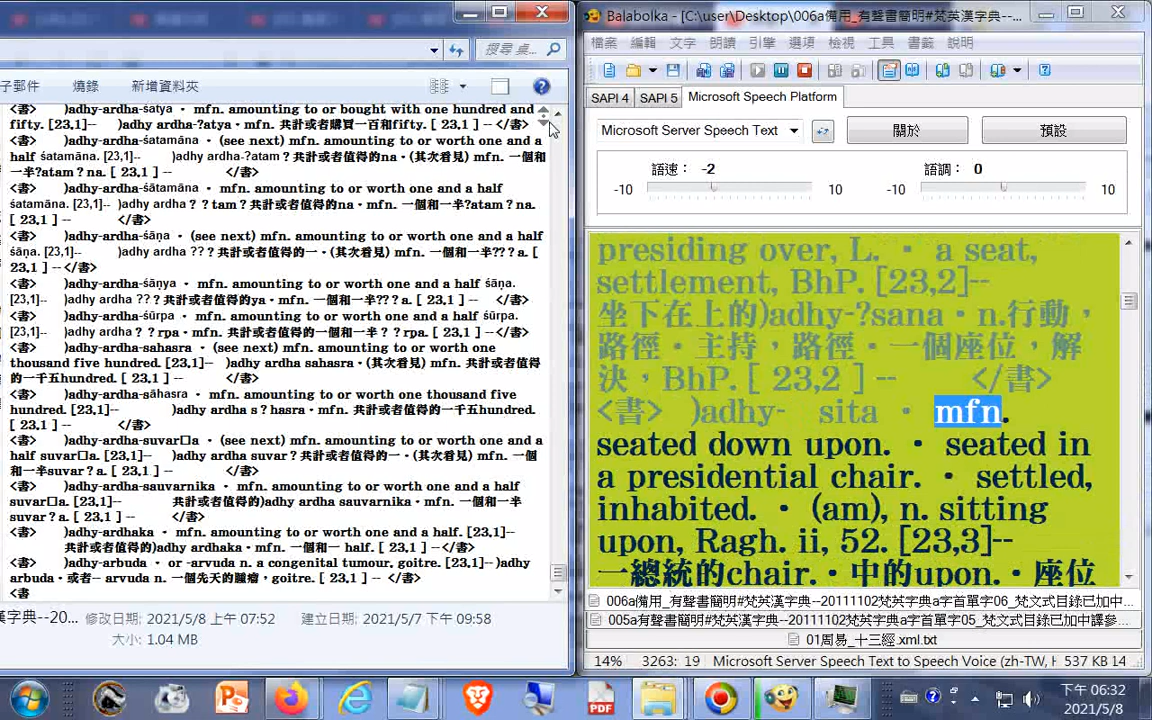 搜尋 桌...
子郵件 燒錄 新增資料夾
<書> )adhy-ardha-śatya・mfn. amounting to or bought with one hundred and
fifty. [23,1]-- )adhy ardha-?atya・mfn. 共計或者購買一百和fifty. [ 23,1 ] -- </書>
<書> )adhy-ardha-śatamāna・(see next) mfn. amounting to or worth one and a
half śatamāna. [23,1]-- )adhy ardha-?atam ? 共計或者值得的na・(其次看見) mfn. 一個和
一半?atam ? na. [ 23,1 ] -- </書>
<書> )adhy-ardha-śātamāna・mfn. amounting to or worth one and a half
śatamāna. [23,1]-- )adhy ardha ? ? tam ? 共計或者值得的na・mfn. 一個和一半?atam ? na.
[ 23,1 ] -- </書>
<書> )adhy-ardha-śāṇa・(see next) mfn. amounting to or worth one and a half
śāṇa. [23,1]-- )adhy ardha ?? ? 共計或者值得的一・(其次看見) mfn. 一個和一半???a. [
23,1 ] -- </書>
<書> )adhy-ardha-śāṇya・mfn. amounting to or worth one and a half śāṇa.
[23,1]-- )adhy ardha ?? ? 共計或者值得的ya・mfn. 一個和一半???a. [ 23,1 ] -- </書>
<書> )adhy-ardha-śūrpa・mfn. amounting to or worth one and a half śūrpa.
[23,1]-- )adhy ardha ? ? rpa・mfn. 共計或者值得的一個和一半? ? rpa. [ 23,1 ] -- </書>
<書> )adhy-ardha-sahasra・(see next) mfn. amounting to or worth one
thousand five hundred. [23,1]-- )adhy ardha sahasra・(其次看見) mfn. 共計或者值得
的一千五hundred. [ 23,1 ] -- </書>
<書> )adhy-ardha-sāhasra・mfn. amounting to or worth one thousand five
hundred. [23,1]-- )adhy ardha s ? hasra・mfn. 共計或者值得的一千五hundred. [
23,1 ] -- </書>
<書> )adhy-ardha-suvar□a・(see next) mfn. amounting to or worth one and a
half suvar□a. [23,1]-- )adhy ardha suvar ? 共計或者值得的一・(其次看見) mfn. 一個
和一半suvar ? a. [ 23,1 ] -- </書>
<書> )adhy-ardha-sauvarnika・mfn. amounting to or worth one and a half
suvar□a. [23,1]-- 共計或者值得的)adhy ardha sauvarnika・mfn. 一個和一半
suvar ? a. [ 23,1 ] -- </書>
<書> )adhy-ardhaka・mfn. amounting to or worth one and a half. [23,1]--
共計或者值得的)adhy ardhaka・mfn. 一個和一 half. [ 23,1 ] -- </書>
<書> )adhy-arbuda・or -arvuda n. a congenital tumour, goitre. [23,1]--)adhy
arbuda・或者-- arvuda n. 一個先天的腫瘤，goitre. [ 23,1 ] -- </書>
<書
漢字典--20... 修改日期: 2021/5/8 上午 07:52 建立日期: 2021/5/7 下午 09:58
大小: 1.04 MB
Balabolka - [C:\user\Desktop\006a備用_有聲書簡明#梵英漢字典--...
檔案 編輯 文字 朗讀 引擎 選項 檢視 工具 書籤 說明
SAPI 4 SAPI 5 Microsoft Speech Platform
Microsoft Server Speech Text 關於 預設
語速: -2 語調: 0
-10 10 -10 10
presiding over, L. ・ a seat,
settlement, BhP. [23,2]--
坐下在上的)adhy-?sana・n.行動，
路徑・主持，路徑・一個座位，解
決，BhP. [ 23,2 ] -- </書>
<書> )adhy- sita ・ mfn.
seated down upon. ・ seated in
a presidential chair. ・ settled,
inhabited. ・ (am), n. sitting
upon, Ragh. ii, 52. [23,3]--
一總統的chair.・中的upon.・座位
006a備用_有聲書簡明#梵英漢字典--20111102梵英漢字典a字首單字06_梵文式目錄已加中...
005a有聲書簡明#梵英漢字典--20111102梵英漢字典a字首單字05_梵文式目錄已加中譯參...
01周易_十三經.xml.txt
14% 3263: 19 Microsoft Server Speech Text to Speech Voice (zh-TW, H 537 KB 14
下午 06:32
2021/5/8